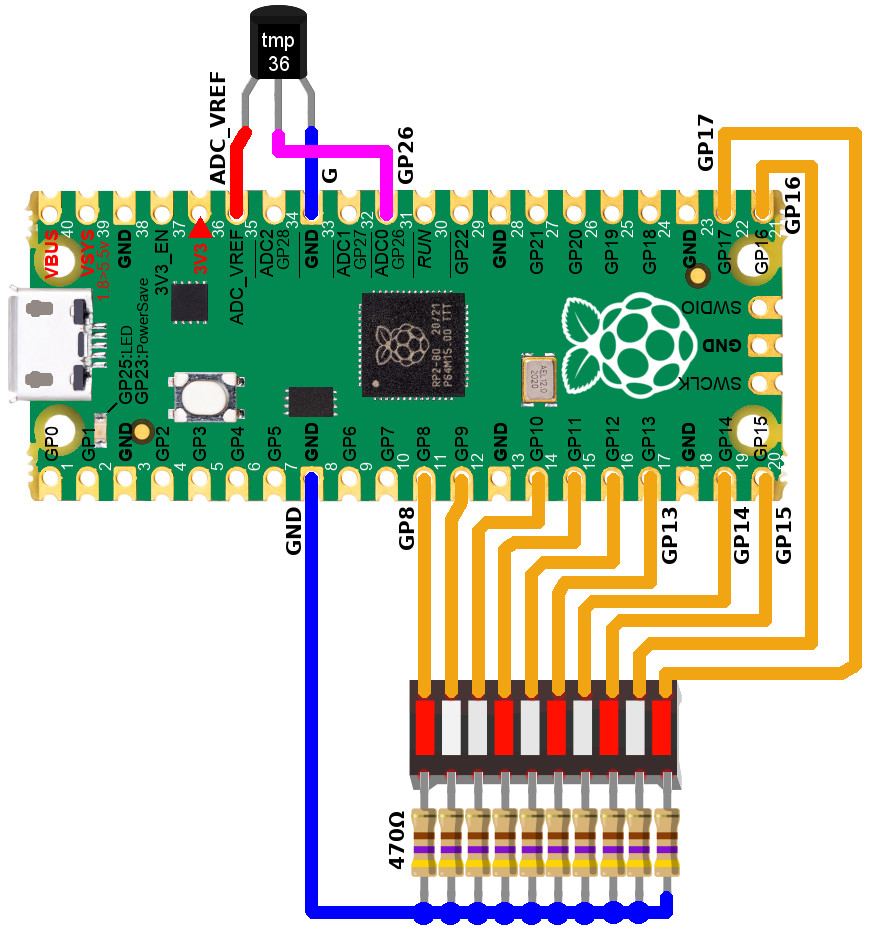 tmp
36
ADC_VREF
G
GP26
GP17
GP16
40
39
38
37
36
35
34
33
32
31
30
29
28
27
26
25
24
23
22
21
VBUS
VSYS
1.8~5.5v
GND
3V3_EN
3V3
ADC_VREF
ADC2
GP28
GND
ADC1
GP27
ADC0
GP26
RUN
GP22
GP21
GP20
GP19
GP18
GND
GP17
GP16
GP25:LED
GP23:PowerSave
RP2-B0 20/21
P64M15.00 TTT
AEL12.0
2020
SWDIO
GND
SWCLK
GP0
GP1
GND
GP2
GP3
GP4
GP5
GND
GP6
GP7
GP8
GP9
GND
GP10
GP11
GP12
GP13
GND
GP14
GP15
1
2
3
4
5
6
7
8
9
10
11
12
13
14
15
16
17
18
19
20
GND
GP8
GP13
GP14
GP15
470Ω